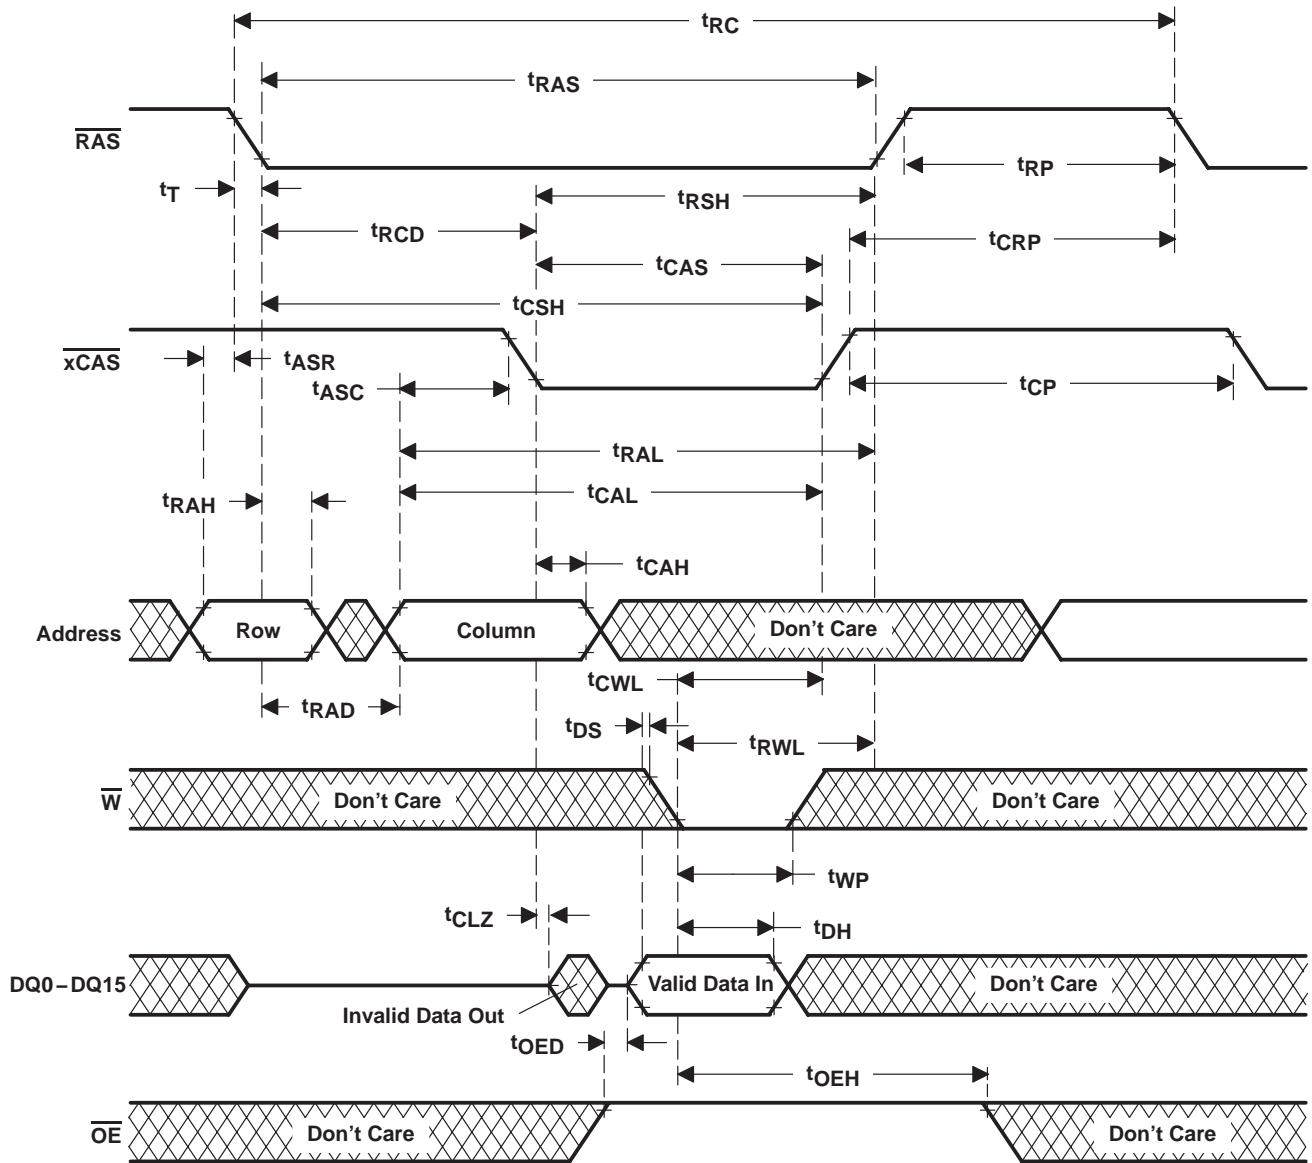 tRC
tRAS
RAS
tRP
tT
tRSH
tRCD
tCRP
tCAS
tCSH
xCAS
tASR
tASC
tCP
tRAL
tRAH
tCAL
tCAH
Address
Row
Column
Don't Care
tCWL
tRAD
tDS
tRWL
W
Don't Care
Don't Care
tWP
tCLZ
tDH
DQ0–DQ15
Valid Data In
Don't Care
Invalid Data Out
tOED
tOEH
OE
Don't Care
Don't Care